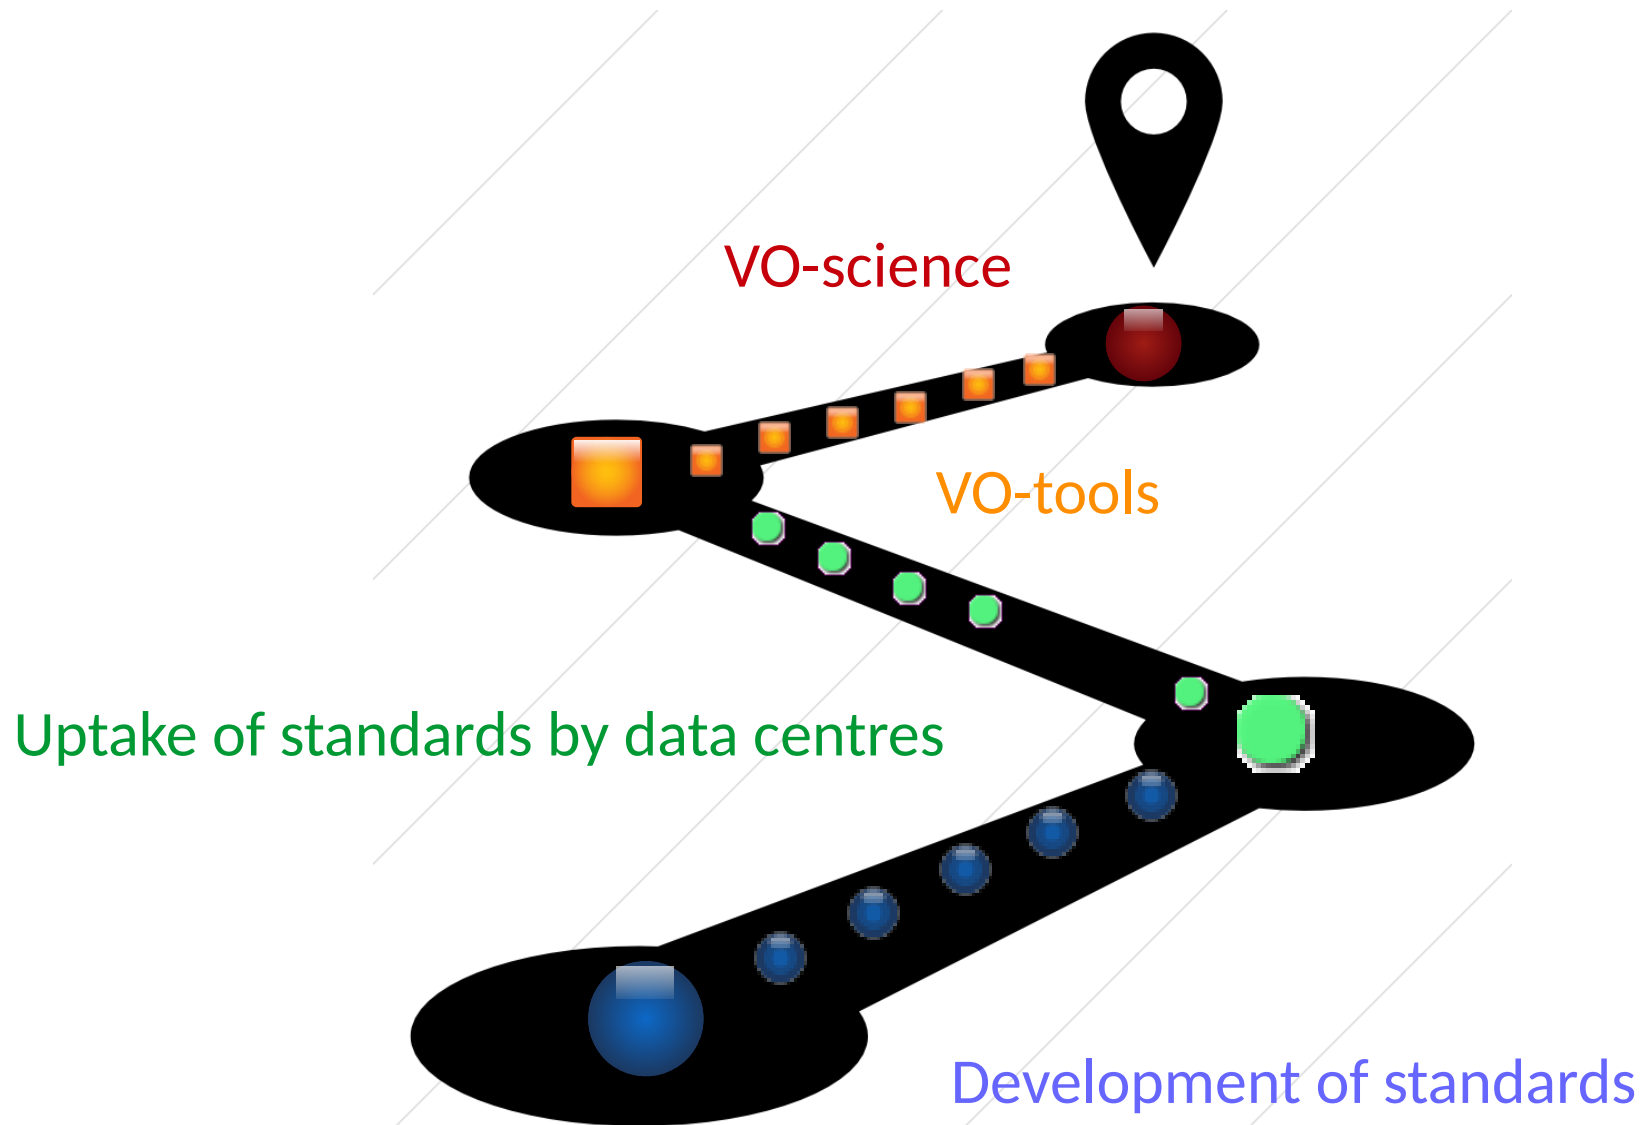 VO-science
VO-tools
Uptake of standards by data centres
Development of standards